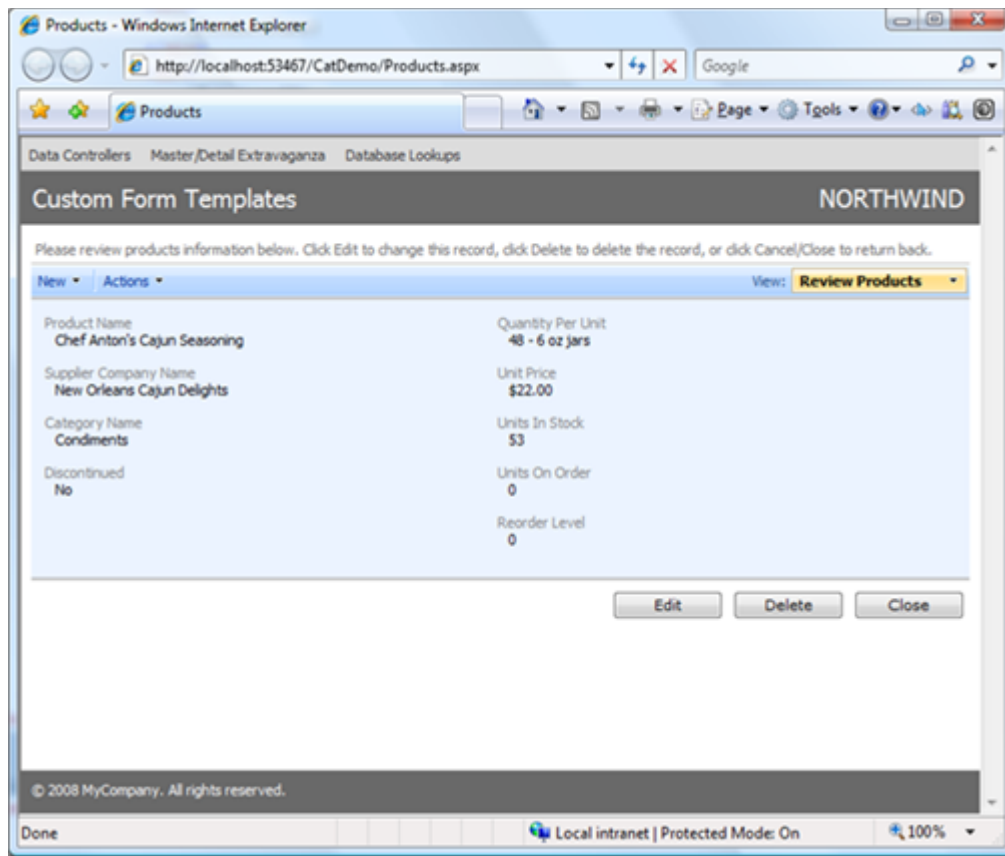 Products - Windows Internet Explorer
http://localhost:53467/CatDemo/Products.aspx
Google
Products
Page
Tools
Data Controllers Master/Detail Extravaganza Database Lookups
Custom Form Templates NORTHWIND
Please review products information below. Click Edit to change this record, click Delete to delete the record, or click Cancel/Close to return back.
New Actions View: Review Products
Product Name
Chef Anton's Cajun Seasoning
Supplier Company Name
New Orleans Cajun Delights
Category Name
Condiments
Discontinued
No
Quantity Per Unit
48 - 6 oz jars
Unit Price
$22.00
Units In Stock
53
Units On Order
0
Reorder Level
0
Edit Delete Close
© 2008 MyCompany. All rights reserved.
Done Local intranet | Protected Mode: On 100%